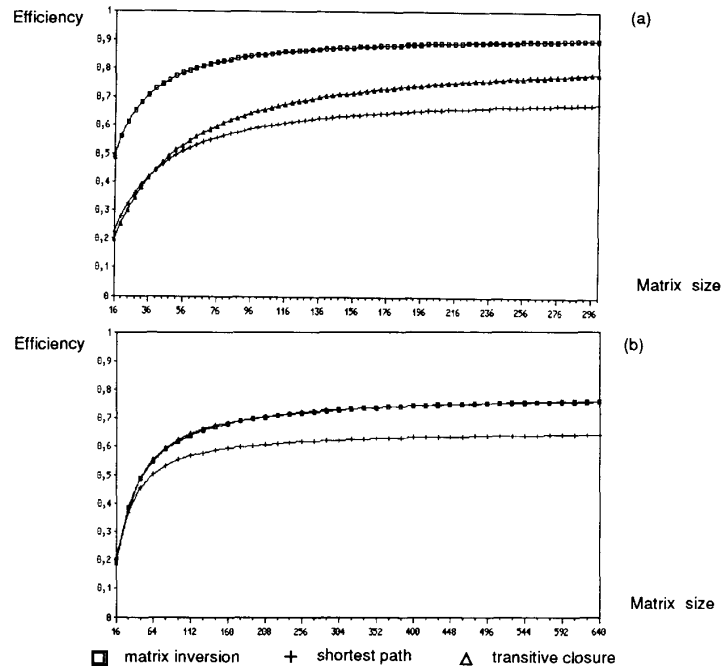 Efficiency
(a)
1
0,9
0,8
0,7
0,6
0,5
0,4
0,3
0,2
0,1
0
Matrix size
16 36 56 76 96 116 136 156 176 196 216 236 256 276 296
Efficiency
(b)
1
0,9
0,8
0,7
0,6
0,5
0,4
0,3
0,2
0,1
0
Matrix size
16 64 112 160 208 256 304 352 400 448 496 544 592 640
matrix inversion shortest path transitive closure